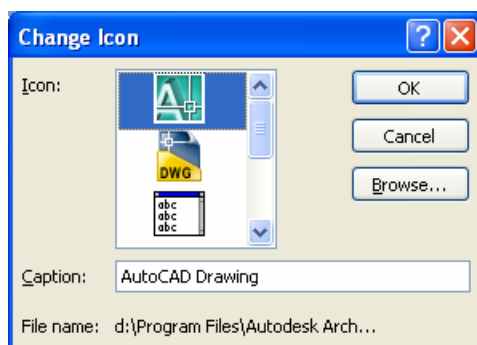 Change Icon
Icon:
OK
Cancel
DWG
Browse...
abc
abc
abc
Caption: AutoCAD Drawing
File name: d:\Program Files\Autodesk Arch...